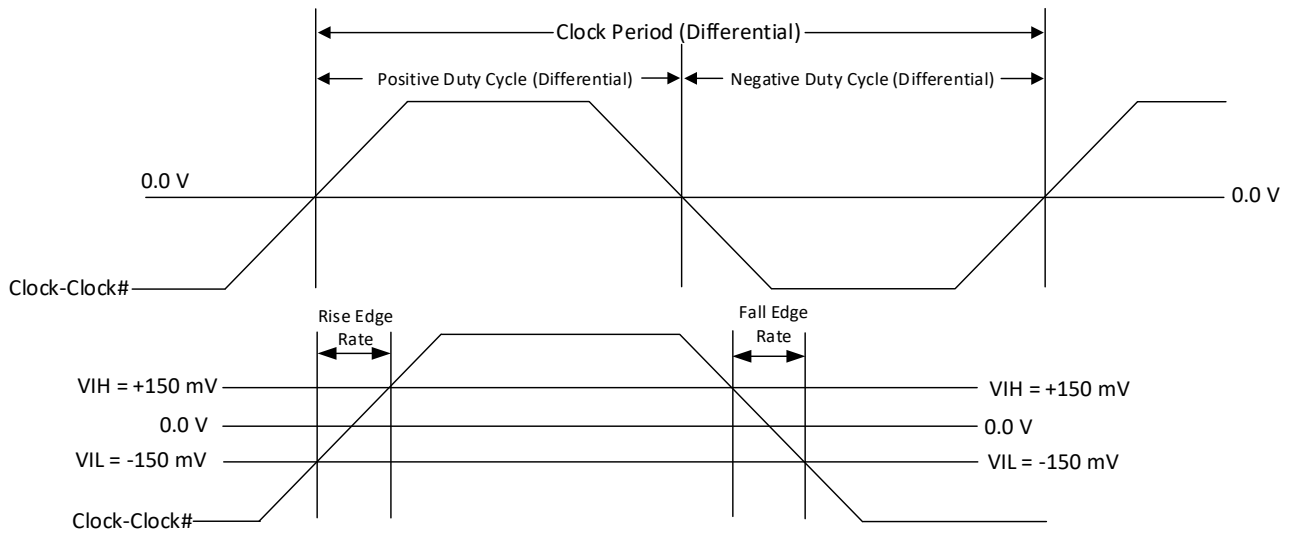 Clock Period (Differential)
Positive Duty Cycle (Differential)
Negative Duty Cycle (Differential)
0.0 V
0.0 V
Clock-Clock#
Rise Edge
Rate
Fall Edge
Rate
VIH = +150 mV
VIH = +150 mV
0.0 V
0.0 V
VIL = -150 mV
VIL = -150 mV
Clock-Clock#